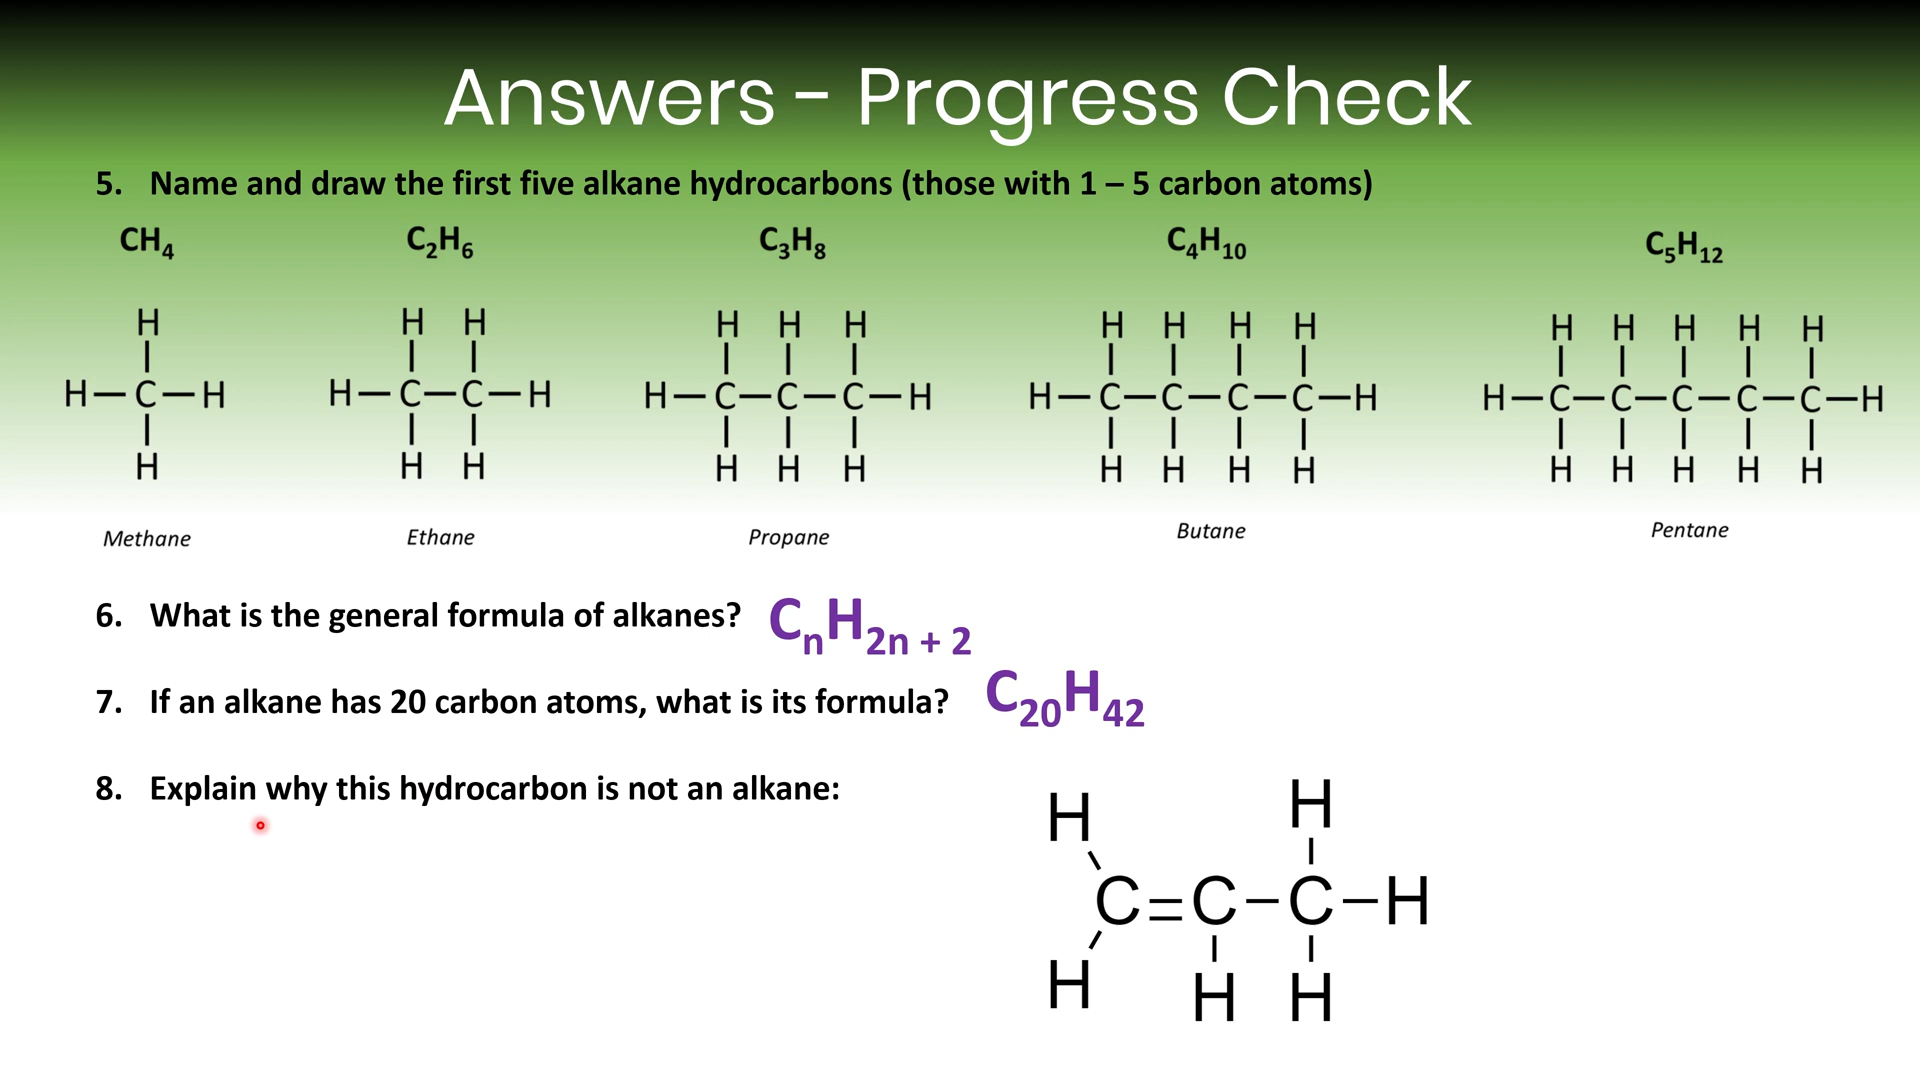 Answers - Progress Check
5. Name and draw the first five alkane hydrocarbons (those with 1 – 5 carbon atoms)
CH₄ C₂H₆ C₃H₈ C₄H₁₀ C₅H₁₂
H H H H H H H H H H H H H H H
H—C—H H—C—C—H H—C—C—C—H H—C—C—C—C—H H—C—C—C—C—C—H
H H H H H H H H H H H H H H H
Methane Ethane Propane Butane Pentane
6. What is the general formula of alkanes? CₙH₂ₙ ₊ ₂
7. If an alkane has 20 carbon atoms, what is its formula? C₂₀H₄₂
8. Explain why this hydrocarbon is not an alkane:
H H
C=C–C–H
H H H